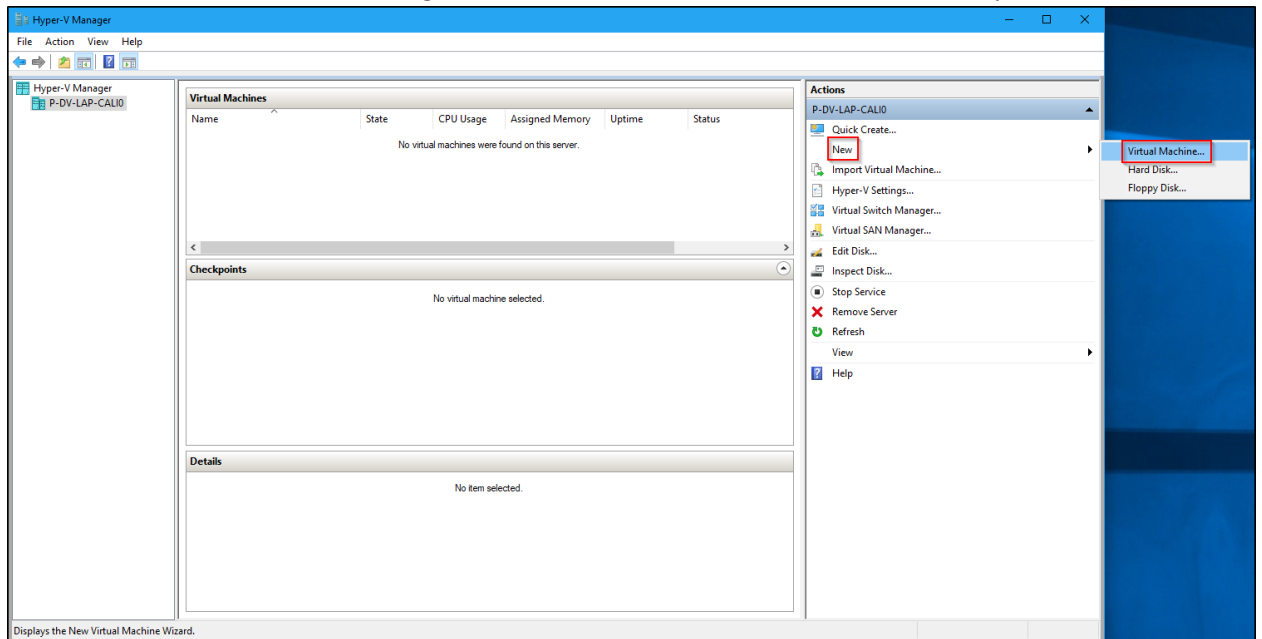 Hyper-V Manager
File Action View Help
Hyper-V Manager
P-DV-LAP-CALI0
Virtual Machines
Name State CPU Usage Assigned Memory Uptime Status
No virtual machines were found on this server.
Checkpoints
No virtual machine selected.
Details
No item selected.
Actions
P-DV-LAP-CALI0
Quick Create...
New
Import Virtual Machine...
Hyper-V Settings...
Virtual Switch Manager...
Virtual SAN Manager...
Edit Disk...
Inspect Disk...
Stop Service
Remove Server
Refresh
View
Help
Virtual Machine...
Hard Disk...
Floppy Disk...
Displays the New Virtual Machine Wizard.